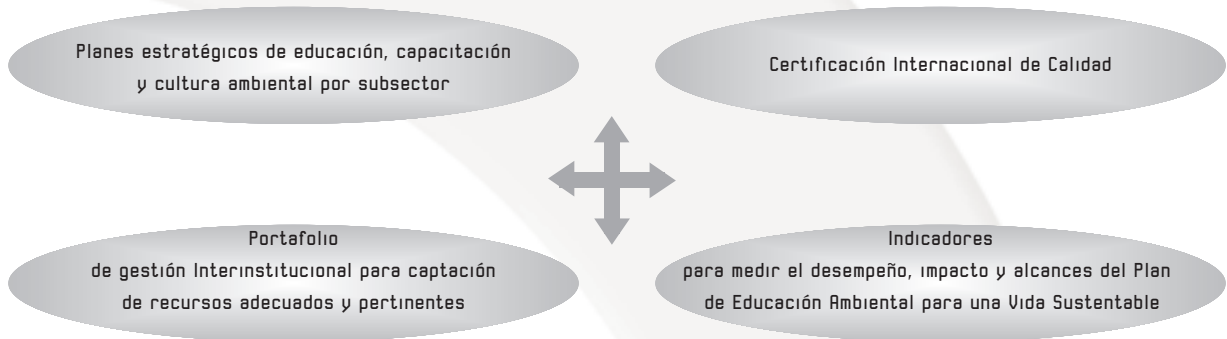 Planes estratégicos de educación, capacitación
y cultura ambiental por subsector
Certificación Internacional de Calidad
Portafolio
de gestión Interinstitucional para captación
de recursos adecuados y pertinentes
Indicadores
para medir el desempeño, impacto y alcances del Plan
de Educación Ambiental para una Vida Sustentable